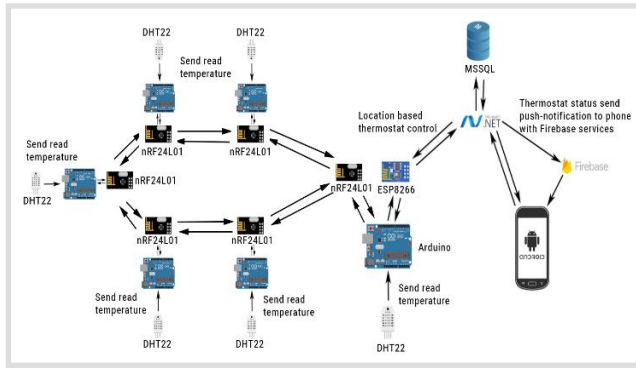 DHT22
DHT22
Send read
temperature
MSSQL
Thermostat status send
push-notification to phone
with Firebase services
Location based
thermostat control
.NET
Firebase
nRF24L01
nRF24L01
Send read
temperature
nRF24L01
DHT22
nRF24L01
ESP8266
nRF24L01
nRF24L01
Arduino
ANDROID
Send read
temperature
Send read
temperature
Send read
temperature
DHT22
DHT22
DHT22